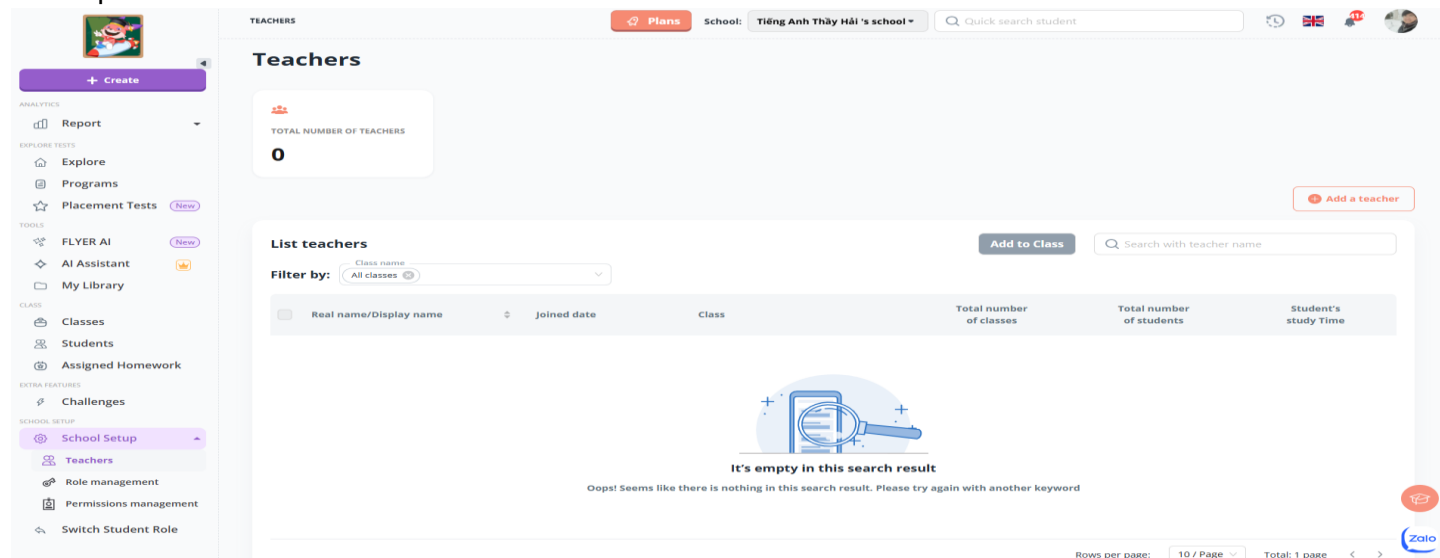 TEACHERS
Plans
School:
Tiếng Anh Thầy Hải 's school
Quick search student
414
Teachers
+ Create
ANALYTICS
Report
TOTAL NUMBER OF TEACHERS
0
EXPLORE TESTS
Explore
Programs
Placement Tests New
Add a teacher
TOOLS
FLYER AI New
AI Assistant
My Library
List teachers
Add to Class
Search with teacher name
Filter by:
Class name
All classes
CLASS
Classes
Students
Assigned Homework
Real name/Display name
Joined date
Class
Total number
of classes
Total number
of students
Student's
study Time
EXTRA FEATURES
Challenges
SCHOOL SETUP
School Setup
Teachers
Role management
Permissions management
Switch Student Role
It's empty in this search result
Oops! Seems like there is nothing in this search result. Please try again with another keyword
Rows per page:
10 / Page
Total: 1 page
Zalo